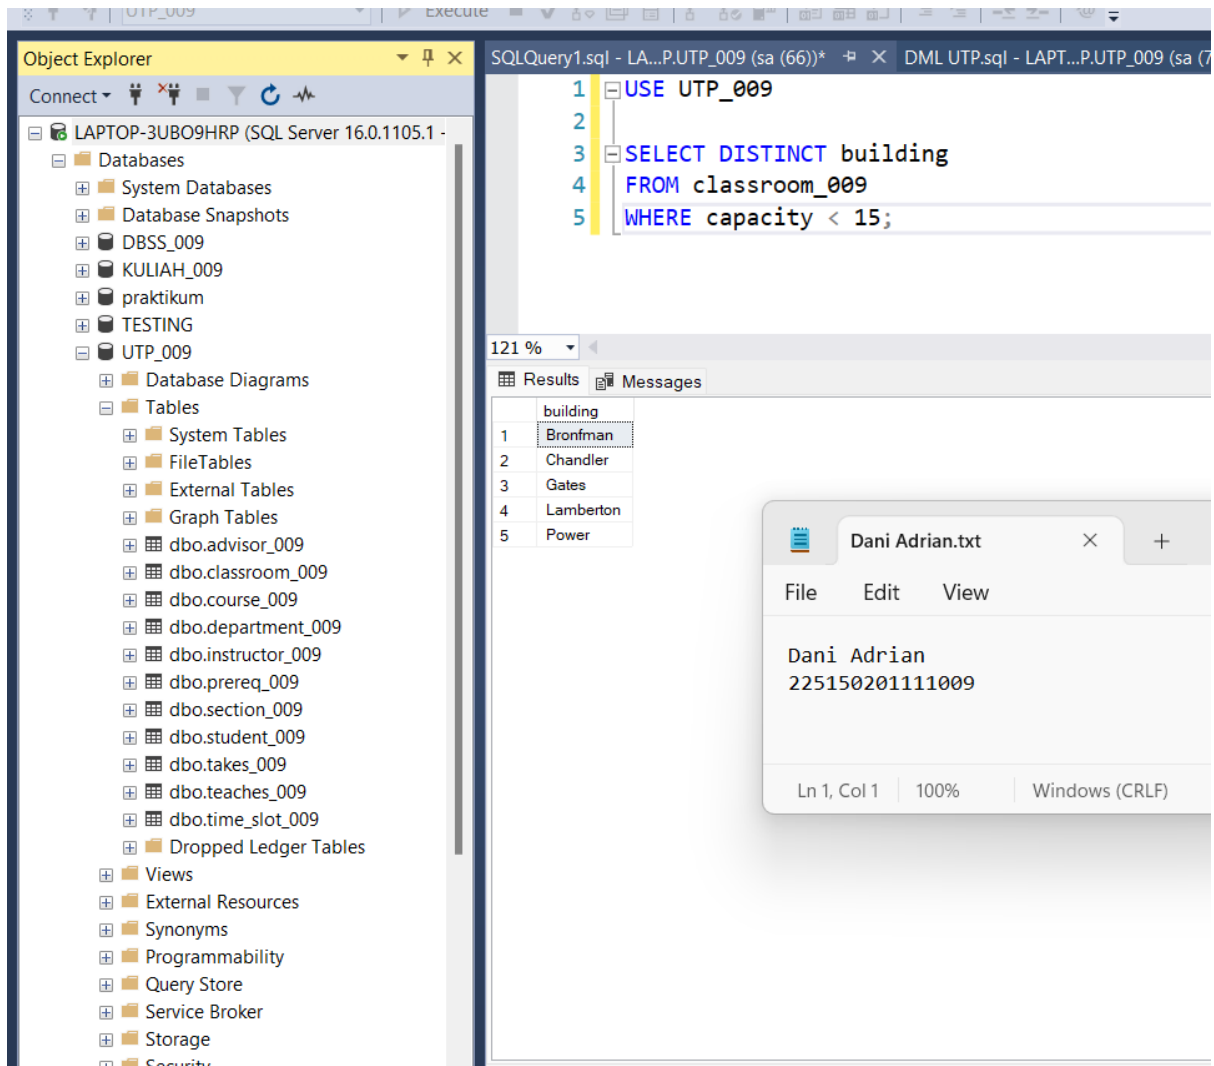 UTP_009
Execute
Object Explorer
Connect
LAPTOP-3UBO9HRP (SQL Server 16.0.1105.1 -
Databases
System Databases
Database Snapshots
DBSS_009
KULIAH_009
praktikum
TESTING
UTP_009
Database Diagrams
Tables
System Tables
FileTables
External Tables
Graph Tables
dbo.advisor_009
dbo.classroom_009
dbo.course_009
dbo.department_009
dbo.instructor_009
dbo.prereq_009
dbo.section_009
dbo.student_009
dbo.takes_009
dbo.teaches_009
dbo.time_slot_009
Dropped Ledger Tables
Views
External Resources
Synonyms
Programmability
Query Store
Service Broker
Storage
Security
SQLQuery1.sql - LA...P.UTP_009 (sa (66))*
DML UTP.sql - LAPT...P.UTP_009 (sa (7
1 USE UTP_009
2
3 SELECT DISTINCT building
4 FROM classroom_009
5 WHERE capacity < 15;
121 %
Results Messages
building
1 Bronfman
2 Chandler
3 Gates
4 Lamberton
5 Power
Dani Adrian.txt
File Edit View
Dani Adrian
225150201111009
Ln 1, Col 1 100% Windows (CRLF)